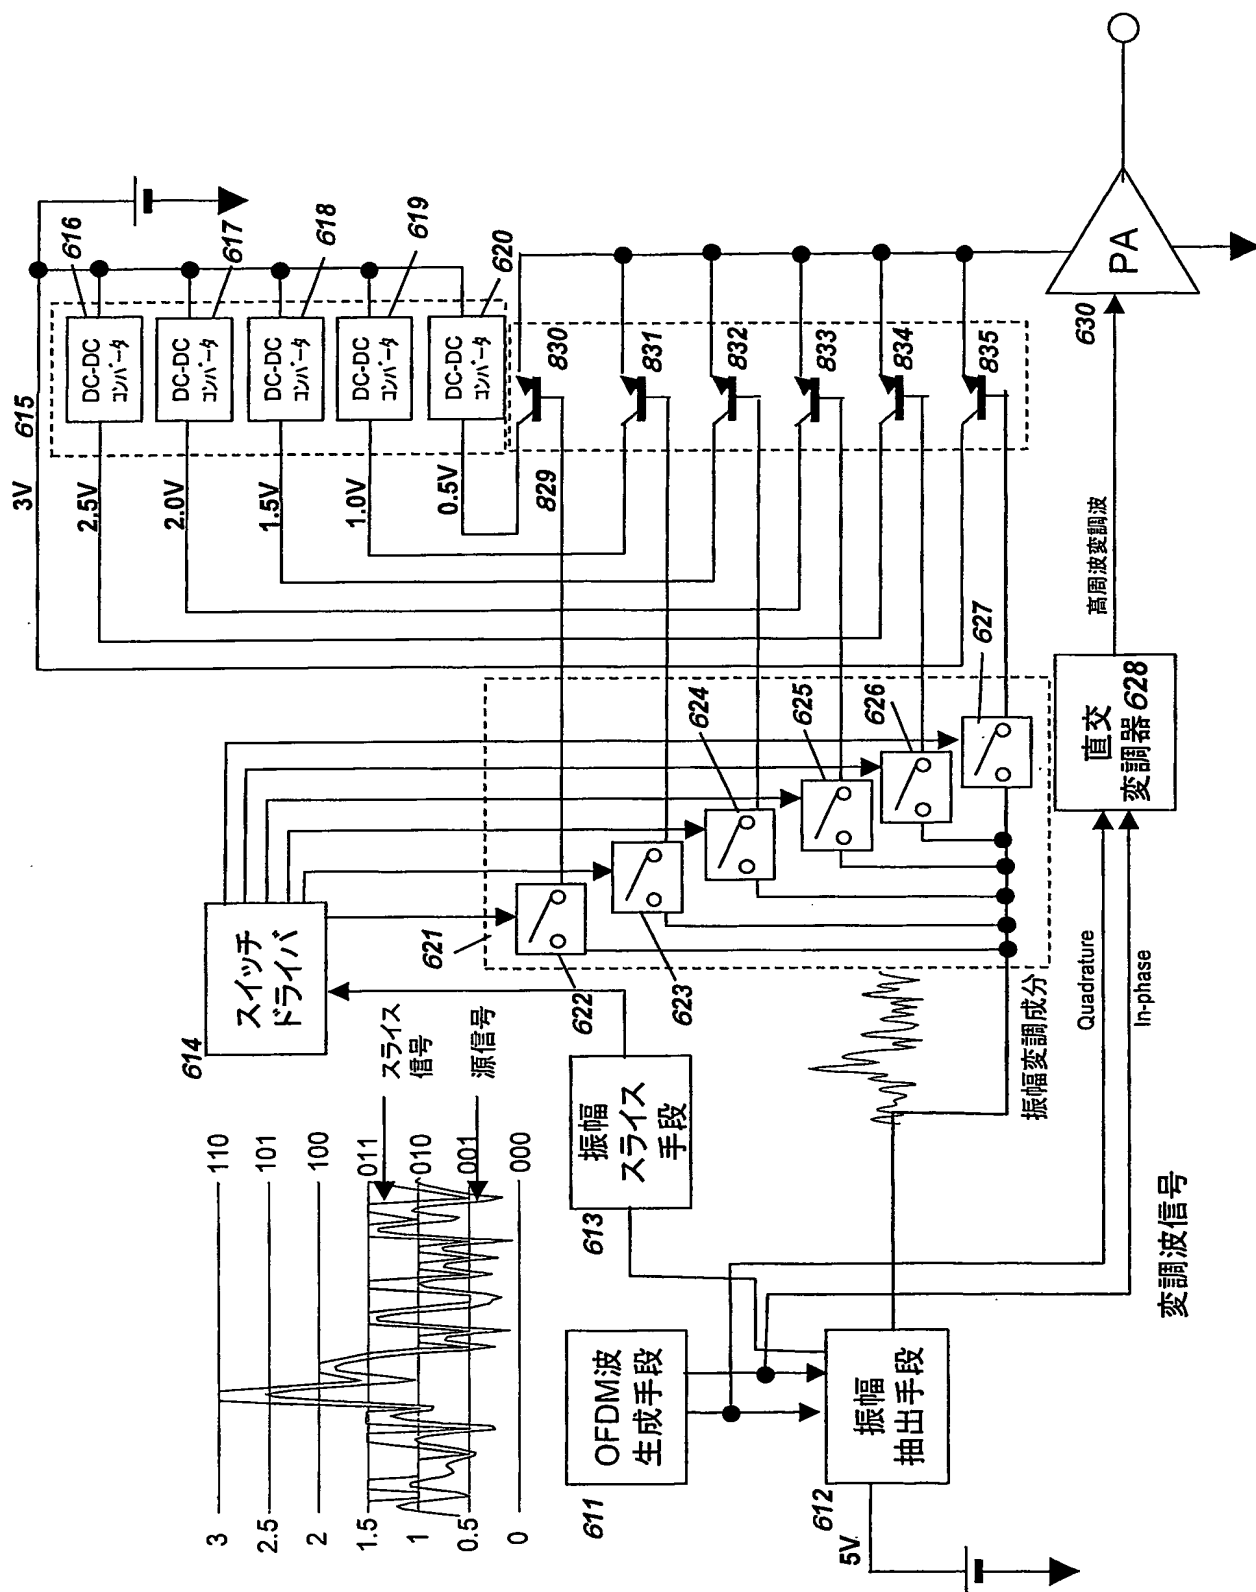 3
2.5
2
1.5
1
0.5
0
110
101
100
011
010
001
000
スライス
信号
源信号
614
スイッチ
ドライバ
3V
615
2.5V
2.0V
1.5V
1.0V
0.5V
DC-DC
コンバータ
616
DC-DC
コンバータ
617
DC-DC
コンバータ
618
DC-DC
コンバータ
619
DC-DC
コンバータ
620
829
830
831
832
833
834
835
621
622
623
624
625
626
627
611
OFDM波
生成手段
613
振幅
スライス
手段
612
振幅
抽出手段
5V
振幅変調成分
変調波信号
Quadrature
In-phase
直交
変調器628
高周波変調波
630
PA